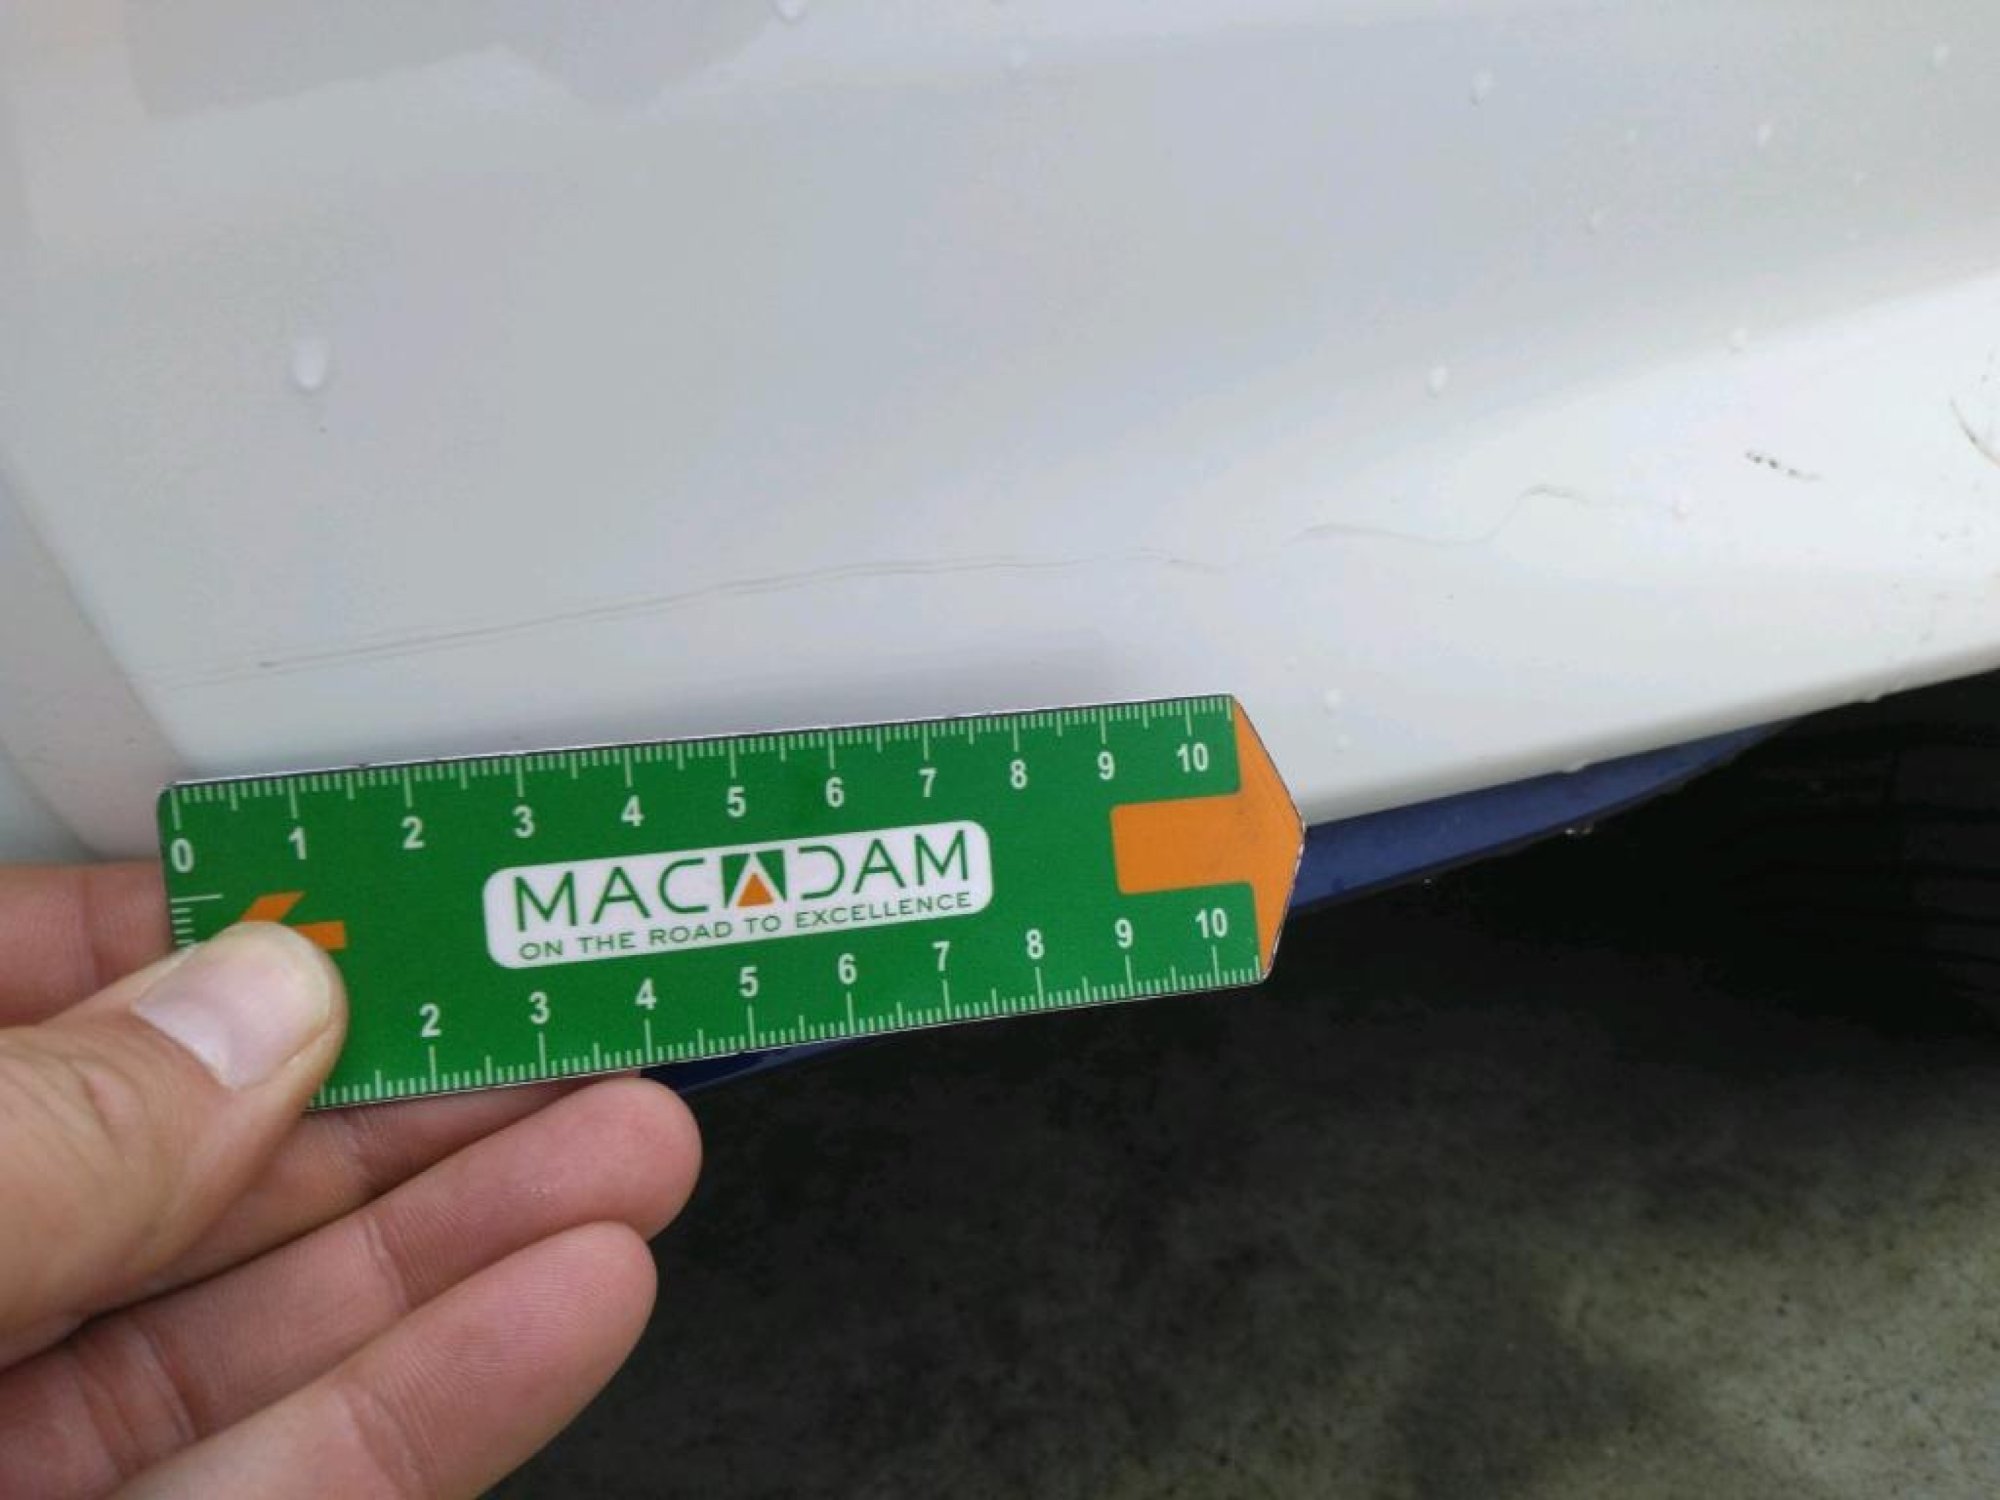 0 1 2 3 4 5 6 7 8 9 10
MACADAM
ON THE ROAD TO EXCELLENCE
2 3 4 5 6 7 8 9 10